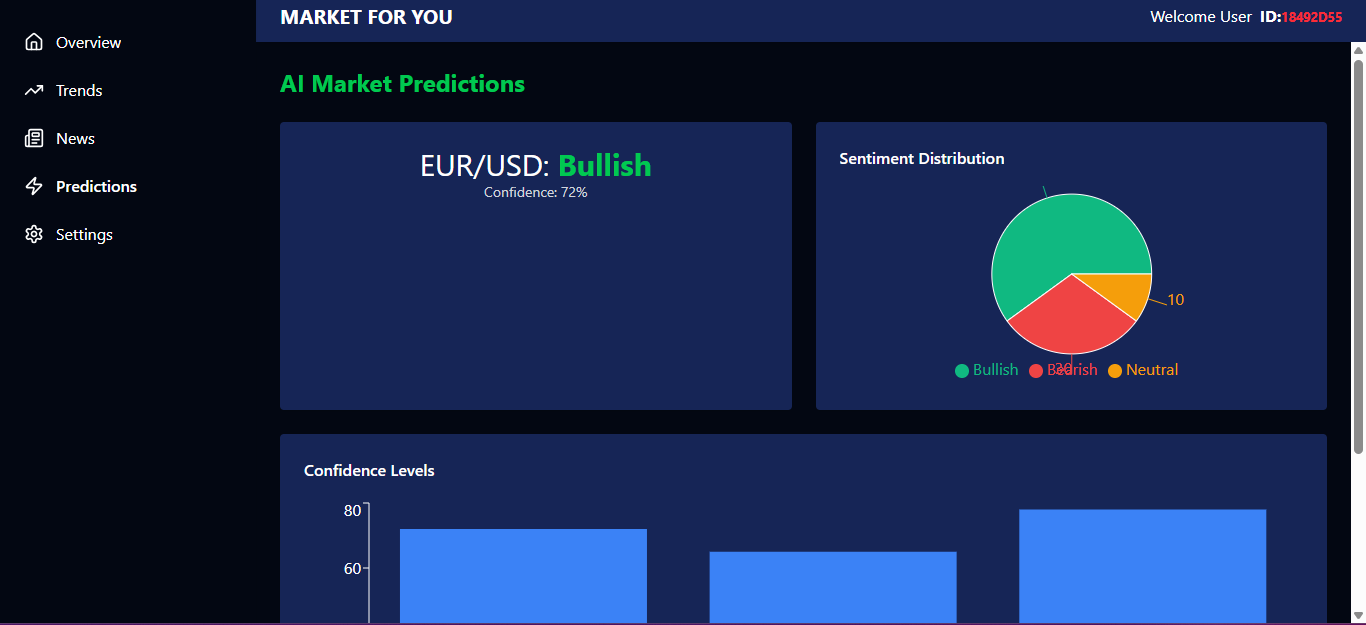 MARKET FOR YOU
Welcome User ID:18492D55
Overview
Trends
News
Predictions
Settings
AI Market Predictions
EUR/USD: Bullish
Confidence: 72%
Sentiment Distribution
10
30
Bullish Bearish Neutral
Confidence Levels
80
60